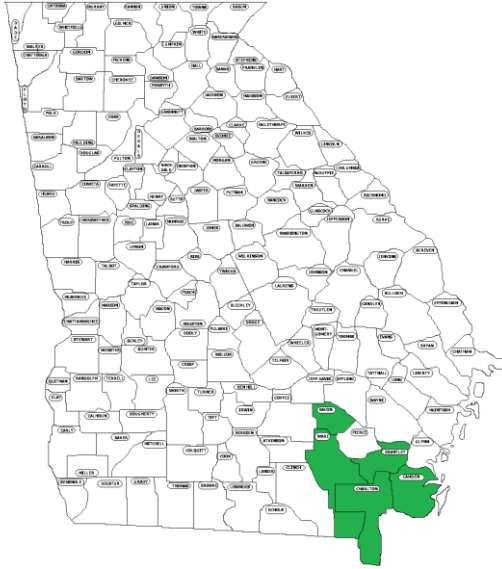 CATOOSA MURRAY FANNIN UNION TOWNS RABUN
DADE
WHITFIELD GILMER WHITE HABERSHAM
WALKER LUMPKIN
CHATTOOGA GORDON PICKENS HALL BANKS STEPHENS
FRANKLIN HART
FLOYD BARTOW CHEROKEE DAWSON
FORSYTH
JACKSON MADISON ELBERT
POLK COBB GWINNETT
BARROW CLARKE OGLETHORPE
HARALSON PAULDING DEKALB WALTON OCONEE WILKES LINCOLN
DOUGLAS
CARROLL FULTON ROCK
DALE NEWTON MORGAN GREENE
CLAYTON TALIAFERRO MCDUFFIE COLUMBIA
HEARD COWETA FAYETTE HENRY BUTTS JASPER PUTNAM WARREN
SPALDING HANCOCK RICHMOND
GLASCOCK
TROUP MERIWETHER PIKE LAMAR MONROE JONES BALDWIN JEFFERSON BURKE
WASHINGTON
UPSON BIBB WILKINSON JENKINS SCREVEN
HARRIS TALBOT CRAWFORD TWIGGS JOHNSON EMANUEL
TAYLOR PEACH LAURENS
MUSCOGEE MARION MACON BLECKLEY CANDLER BULLOCH EFFINGHAM
TREUTLEN
CHATTAHOOCHEE HOUSTON PULASKI DODGE MONT-
GOMERY TOOMBS EVANS
STEWART SCHLEY DOOLY WHEELER BRYAN CHATHAM
WEBSTER SUMTER WILCOX TELFAIR
CRISP TATTNALL LIBERTY
QUITMAN RANDOLPH TERRELL LEE BEN HILL JEFF DAVIS APPLING LONG
CLAY WORTH TURNER COFFEE WAYNE
CALHOUN DOUGHERTY TIFT IRWIN BACON MCINTOSH
EARLY BAKER MITCHELL BERRIEN ATKINSON WARE PIERCE GLYNN
COLQUITT COOK BRANTLEY
MILLER LANIER CLINCH CAMDEN
SEMINOLE DECATUR GRADY THOMAS BROOKS LOWNDES CHARLTON
ECHOLS